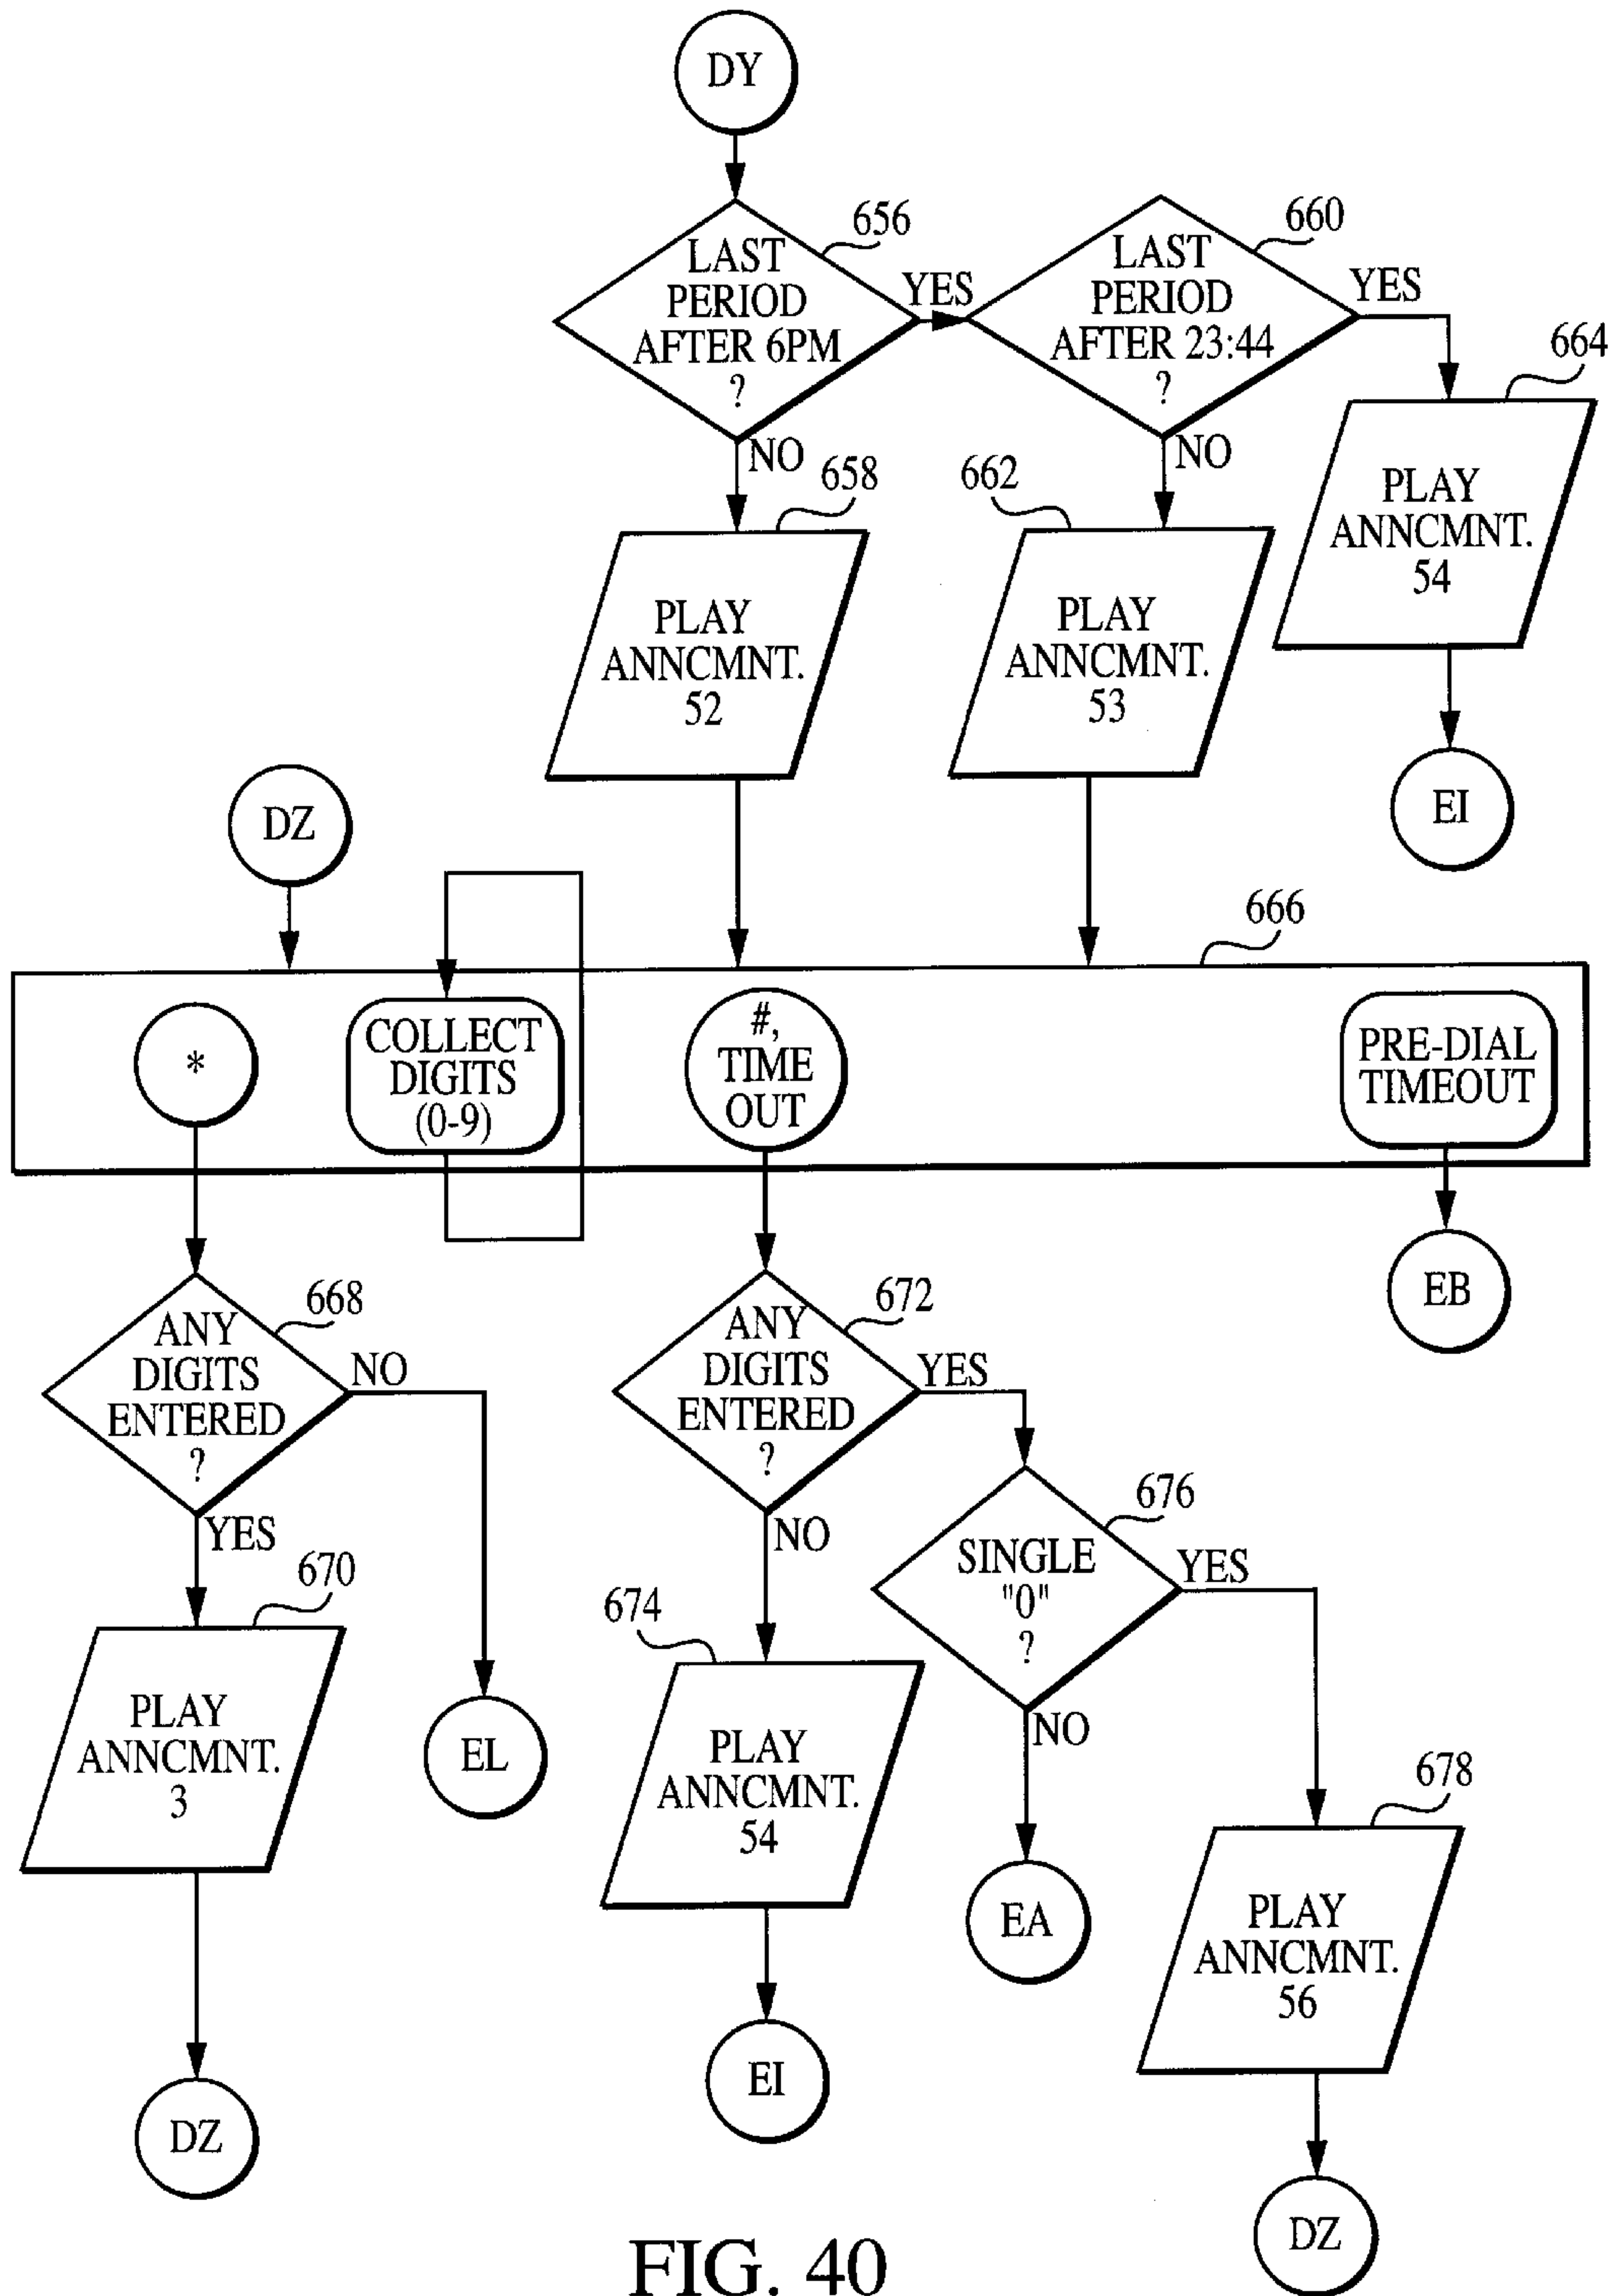 DY
656
LAST
PERIOD
AFTER 6PM
?
YES
NO
660
LAST
PERIOD
AFTER 23:44
?
YES
NO
664
PLAY
ANNCMNT.
54
EI
658
PLAY
ANNCMNT.
52
662
PLAY
ANNCMNT.
53
DZ
666
*
COLLECT
DIGITS
(0-9)
#,
TIME
OUT
PRE-DIAL
TIMEOUT
EB
668
ANY
DIGITS
ENTERED
?
NO
YES
672
ANY
DIGITS
ENTERED
?
YES
NO
676
SINGLE
"0"
?
YES
NO
670
PLAY
ANNCMNT.
3
EL
674
PLAY
ANNCMNT.
54
EA
678
PLAY
ANNCMNT.
56
DZ
EI
DZ
FIG. 40